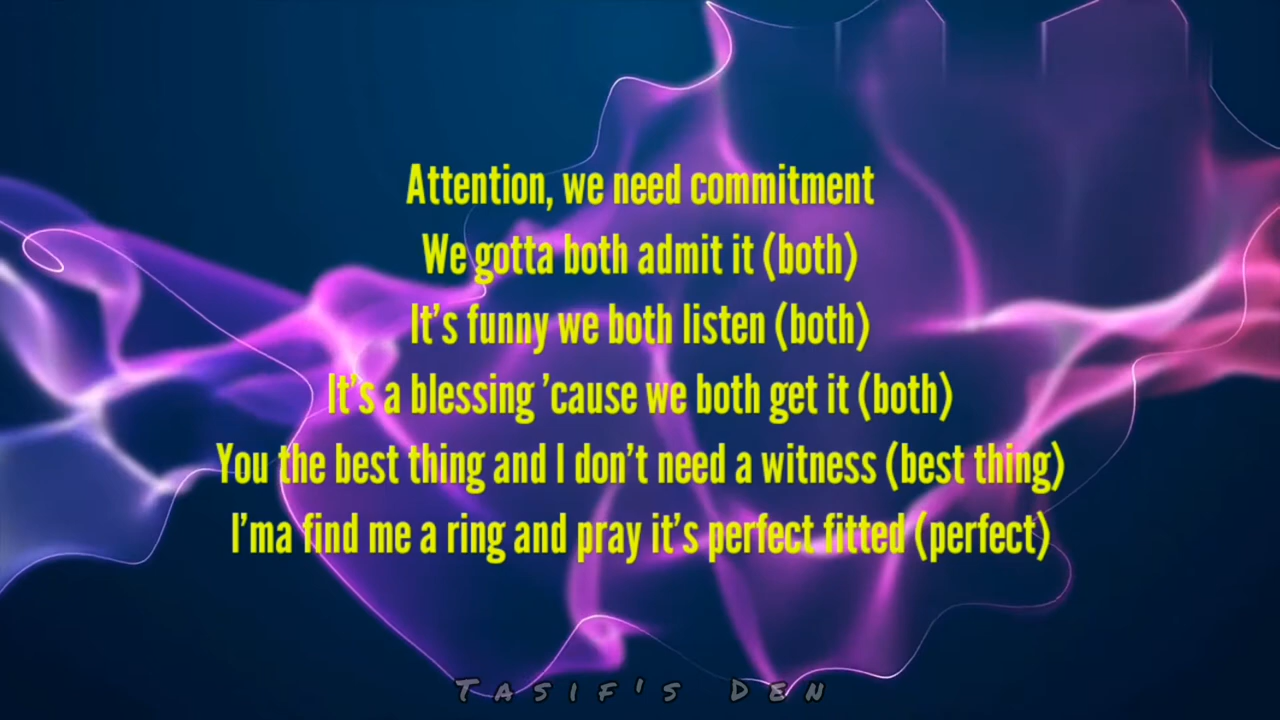 Attention, we need commitment
We gotta both admit it (both)
It's funny we both listen (both)
It's a blessing 'cause we both get it (both)
You the best thing and I don't need a witness (best thing)
I'ma find me a ring and pray it's perfect fitted (perfect)
Tasif's Den